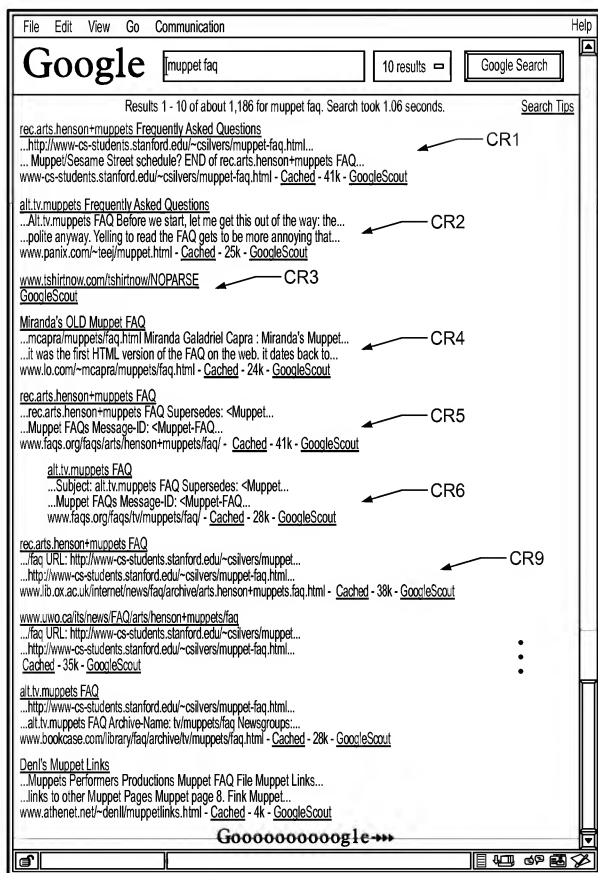 File Edit View Go Communication Help
Google muppet faq 10 results Google Search
Results 1 - 10 of about 1,186 for muppet faq. Search took 1.06 seconds. Search Tips
rec.arts.henson+muppets Frequently Asked Questions
...http://www-cs-students.stanford.edu/~csilvers/muppet-faq.html...
... Muppet/Sesame Street schedule? END of rec.arts.henson+muppets FAQ...
www-cs-students.stanford.edu/~csilvers/muppet-faq.html - Cached - 41k - GoogleScout
CR1
alt.tv.muppets Frequently Asked Questions
...Alt.tv.muppets FAQ Before we start, let me get this out of the way: the...
...polite anyway. Yelling to read the FAQ gets to be more annoying that...
www.panix.com/~teej/muppet.html - Cached - 25k - GoogleScout
CR2
www.tshirtnow.com/tshirtnow/NOPARSE
GoogleScout
CR3
Miranda's OLD Muppet FAQ
...mcapra/muppets/faq.html Miranda Galadriel Capra : Miranda's Muppet...
...it was the first HTML version of the FAQ on the web. it dates back to...
www.lo.com/~mcapra/muppets/faq.html - Cached - 24k - GoogleScout
CR4
rec.arts.henson+muppets FAQ
...rec.arts.henson+muppets FAQ Supersedes: <Muppet...
...Muppet FAQs Message-ID: <Muppet-FAQ...
www.faqs.org/faqs/arts/henson+muppets/faq/ - Cached - 41k - GoogleScout
CR5
alt.tv.muppets FAQ
...Subject: alt.tv.muppets FAQ Supersedes: <Muppet...
...Muppet FAQs Message-ID: <Muppet-FAQ...
www.faqs.org/faqs/tv/muppets/faq/ - Cached - 28k - GoogleScout
CR6
rec.arts.henson+muppets FAQ
.../faq URL: http://www-cs-students.stanford.edu/~csilvers/muppet...
...http://www-cs-students.stanford.edu/~csilvers/muppet-faq.html...
www.lib.ox.ac.uk/internet/news/faq/archive/arts.henson+muppets.faq.html - Cached - 38k - GoogleScout
CR9
www.uwo.ca/its/news/FAQ/arts/henson+muppets/faq
.../faq URL: http://www-cs-students.stanford.edu/~csilvers/muppet...
...http://www-cs-students.stanford.edu/~csilvers/muppet-faq.html...
Cached - 35k - GoogleScout
alt.tv.muppets FAQ
...http://www-cs-students.stanford.edu/~csilvers/muppet-faq.html...
...alt.tv.muppets FAQ Archive-Name: tv/muppets/faq Newsgroups:...
www.bookcase.com/library/faq/archive/tv/muppets/faq.html - Cached - 28k - GoogleScout
Denl's Muppet Links
...Muppets Performers Productions Muppet FAQ File Muppet Links...
...links to other Muppet Pages Muppet page 8. Fink Muppet...
www.athenet.net/~denll/muppetlinks.html - Cached - 4k - GoogleScout
Goooooooooogle